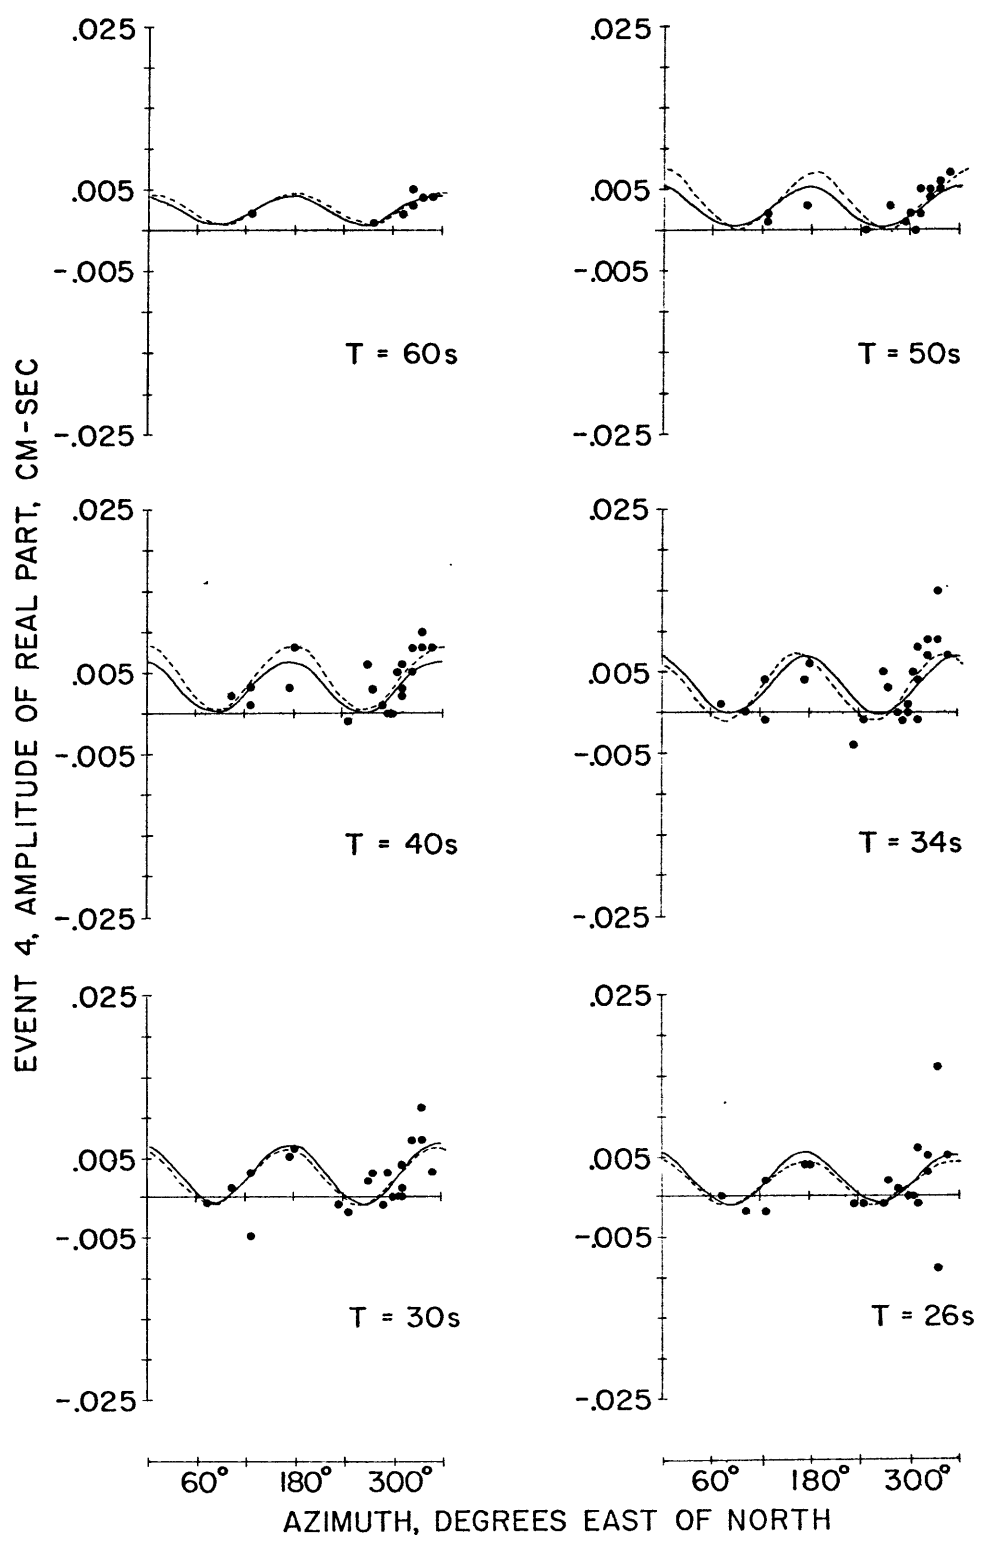 EVENT 4, AMPLITUDE OF REAL PART, CM-SEC
.025
.005
-.005
-.025
T = 60s
.025
.005
-.005
-.025
T = 50s
.025
.005
-.005
-.025
T = 40s
.025
.005
-.005
-.025
T = 34s
.025
.005
-.005
-.025
T = 30s
.025
.005
-.005
-.025
T = 26s
60° 180° 300°
60° 180° 300°
AZIMUTH, DEGREES EAST OF NORTH